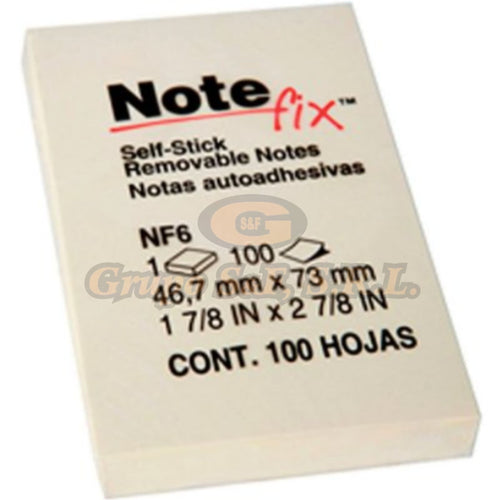 Note fix™
Self-Stick
Removable Notes
Notas autoadhesivas
S&F
NF6
1 100
Grupo S&F, S.R.L.
46,7 mm x 73 mm
1 7/8 IN x 2 7/8 IN
CONT. 100 HOJAS